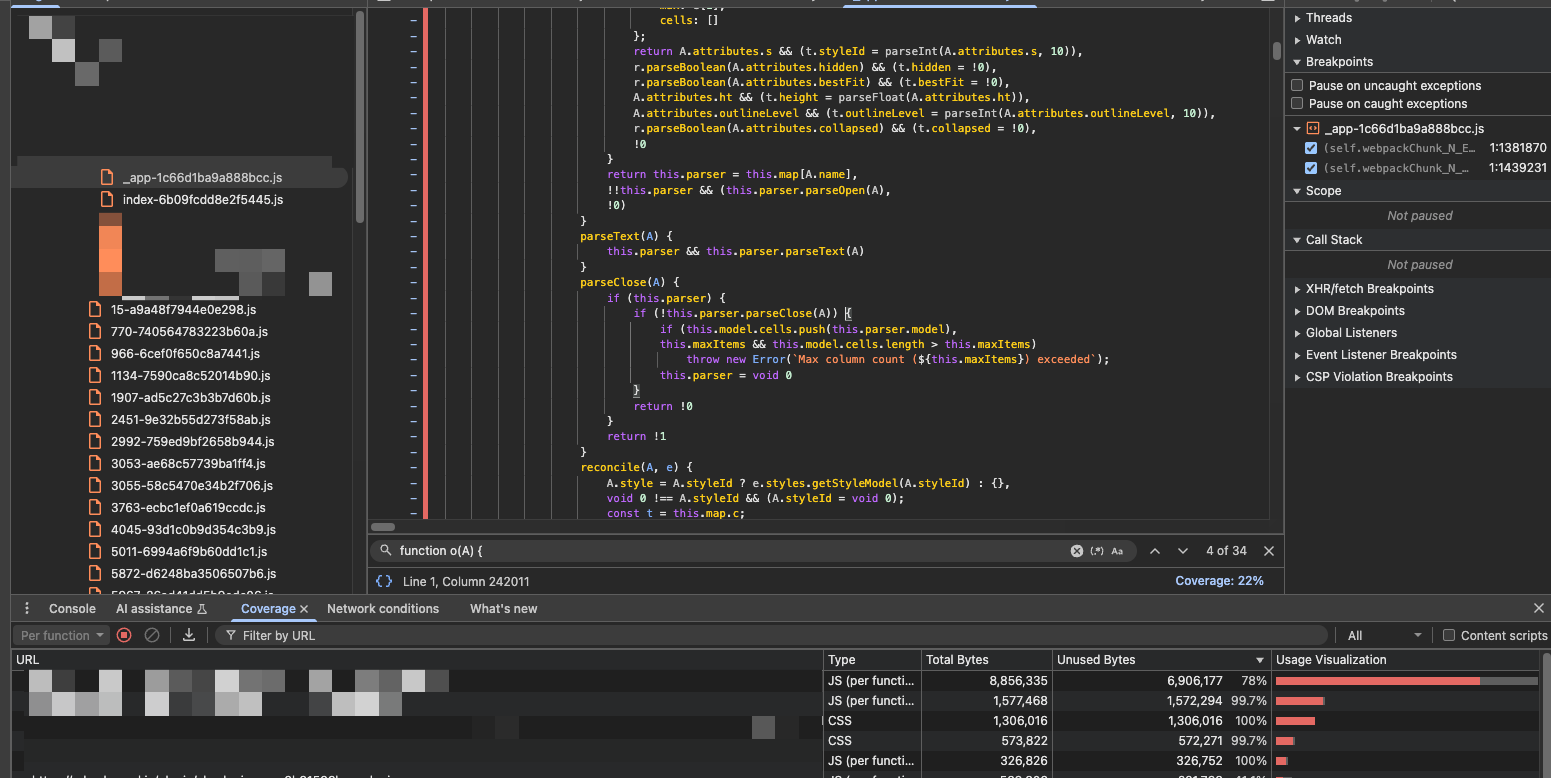 cells: []
};
return A.attributes.s && (t.styleId = parseInt(A.attributes.s, 10)),
r.parseBoolean(A.attributes.hidden) && (t.hidden = !0),
r.parseBoolean(A.attributes.bestFit) && (t.bestFit = !0),
A.attributes.ht && (t.height = parseFloat(A.attributes.ht)),
A.attributes.outlineLevel && (t.outlineLevel = parseInt(A.attributes.outlineLevel, 10)),
r.parseBoolean(A.attributes.collapsed) && (t.collapsed = !0),
!0
}
return this.parser = this.map[A.name],
!!this.parser && (this.parser.parseOpen(A),
!0)
}
parseText(A) {
this.parser && this.parser.parseText(A)
}
parseClose(A) {
if (this.parser) {
if (!this.parser.parseClose(A)) {
if (this.model.cells.push(this.parser.model),
this.maxItems && this.model.cells.length > this.maxItems)
throw new Error(`Max column count (${this.maxItems}) exceeded`);
this.parser = void 0
}
return !0
}
return !1
}
reconcile(A, e) {
A.style = A.styleId ? e.styles.getStyleModel(A.styleId) : {},
void 0 !== A.styleId && (A.styleId = void 0);
const t = this.map.c;
_app-1c66d1ba9a888bcc.js
index-6b09fcdd8e2f5445.js
15-a9a48f7944e0e298.js
770-740564783223b60a.js
966-6cef0f650c8a7441.js
1134-7590ca8c52014b90.js
1907-ad5c27c3b3b7d60b.js
2451-9e32b55d273f58ab.js
2992-759ed9bf2658b944.js
3053-ae68c57739ba1ff4.js
3055-58c5470e34b2f706.js
3763-ecbc1ef0a619ccdc.js
4045-93d1c0b9d354c3b9.js
5011-6994a6f9b60dd1c1.js
5872-d6248ba3506507b6.js
function o(A) {
(.*)
Aa
4 of 34
{ } Line 1, Column 242011
Coverage: 22%
Threads
Watch
Breakpoints
Pause on uncaught exceptions
Pause on caught exceptions
_app-1c66d1ba9a888bcc.js
(self.webpackChunk_N_E… 1:1381870
(self.webpackChunk_N_… 1:1439231
Scope
Not paused
Call Stack
Not paused
XHR/fetch Breakpoints
DOM Breakpoints
Global Listeners
Event Listener Breakpoints
CSP Violation Breakpoints
Console AI assistance Coverage Network conditions What's new
Per function Filter by URL All Content scripts
URL Type Total Bytes Unused Bytes Usage Visualization
JS (per functi… 8,856,335 6,906,177 78%
JS (per functi… 1,577,468 1,572,294 99.7%
CSS 1,306,016 1,306,016 100%
CSS 573,822 572,271 99.7%
JS (per functi… 326,826 326,752 100%